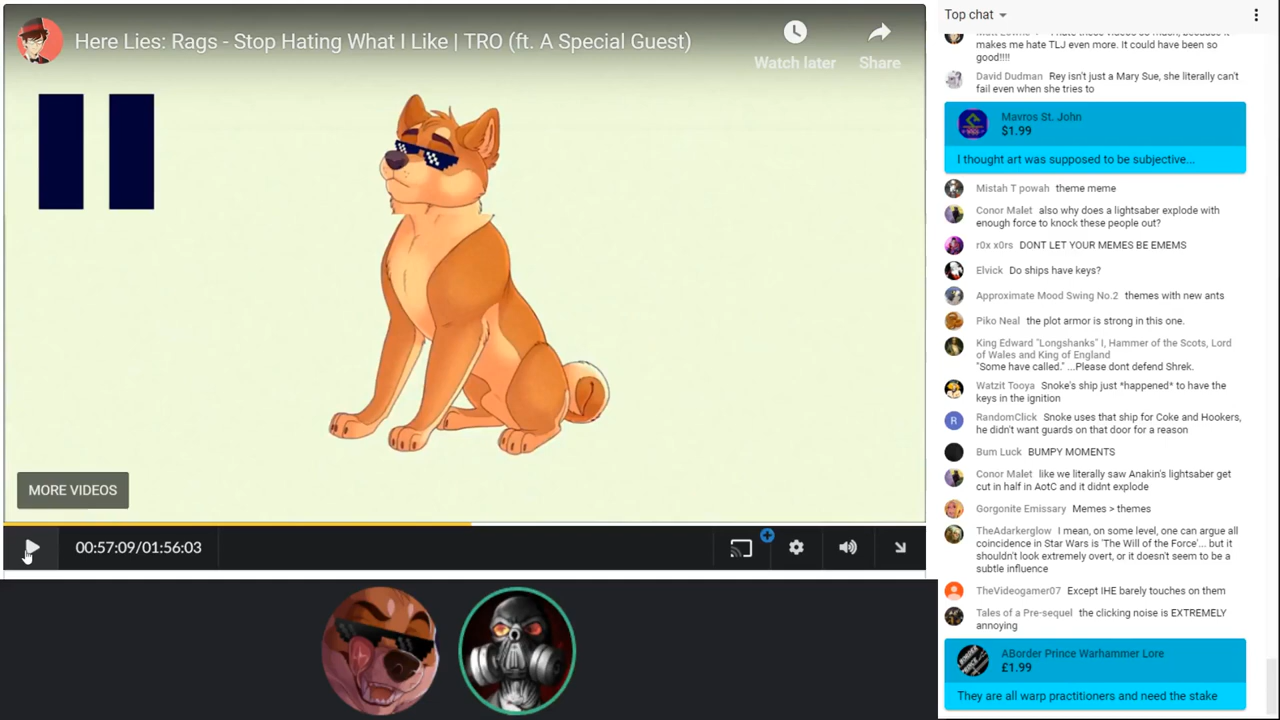 Here Lies: Rags - Stop Hating What I Like | TRO (ft. A Special Guest)
Watch later
Share
MORE VIDEOS
00:57:09/01:56:03
Top chat
makes me hate TLJ even more. It could have been so
good!!!!
David Dudman Rey isn't just a Mary Sue, she literally can't
fail even when she tries to
Mavros St. John
$1.99
I thought art was supposed to be subjective...
Mistah T powah theme meme
Conor Malet also why does a lightsaber explode with
enough force to knock these people out?
r0x x0rs DONT LET YOUR MEMES BE EMEMS
Elvick Do ships have keys?
Approximate Mood Swing No.2 themes with new ants
Piko Neal the plot armor is strong in this one.
King Edward "Longshanks" I, Hammer of the Scots, Lord
of Wales and King of England
"Some have called." ...Please dont defend Shrek.
Watzit Tooya Snoke's ship just *happened* to have the
keys in the ignition
R
RandomClick Snoke uses that ship for Coke and Hookers,
he didn't want guards on that door for a reason
Bum Luck BUMPY MOMENTS
Conor Malet like we literally saw Anakin's lightsaber get
cut in half in AotC and it didnt explode
Gorgonite Emissary Memes > themes
TheAdarkerglow I mean, on some level, one can argue all
coincidence in Star Wars is 'The Will of the Force'... but it
shouldn't look extremely overt, or it doesn't seem to be a
subtle influence
TheVideogamer07 Except IHE barely touches on them
Tales of a Pre-sequel the clicking noise is EXTREMELY
annoying
ABorder Prince Warhammer Lore
£1.99
They are all warp practitioners and need the stake